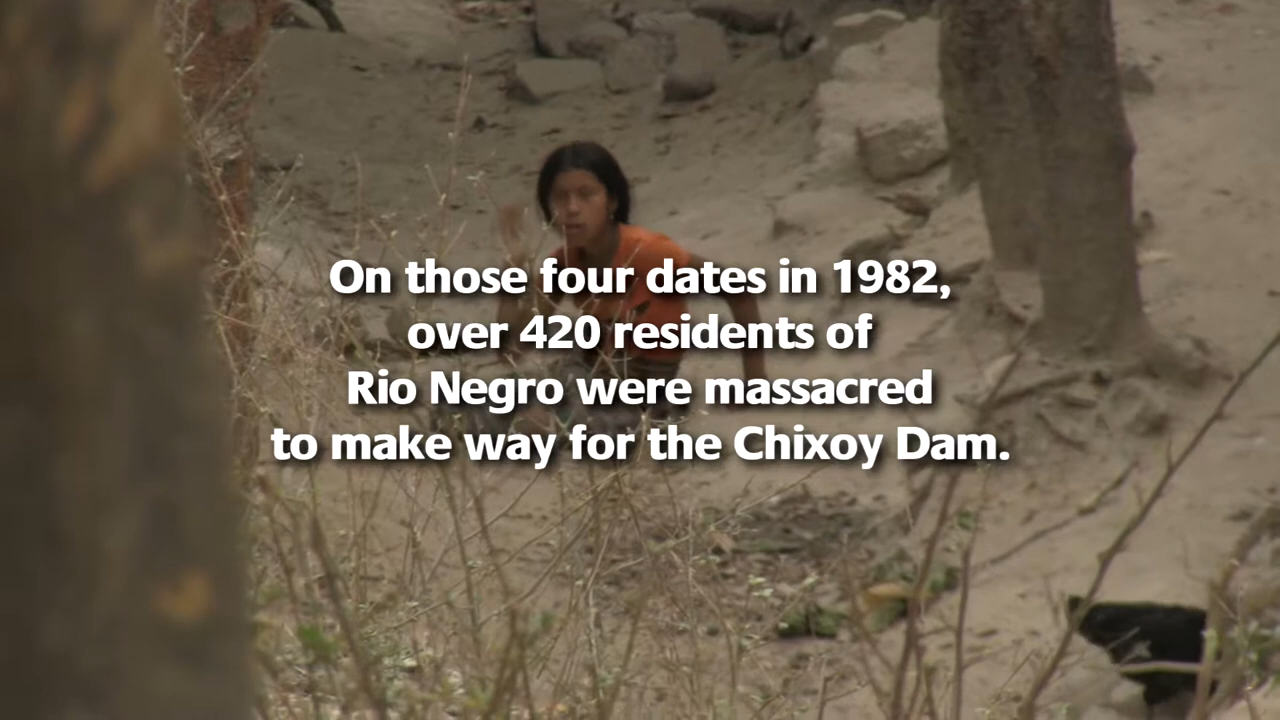 On those four dates in 1982,
over 420 residents of
Rio Negro were massacred
to make way for the Chixoy Dam.